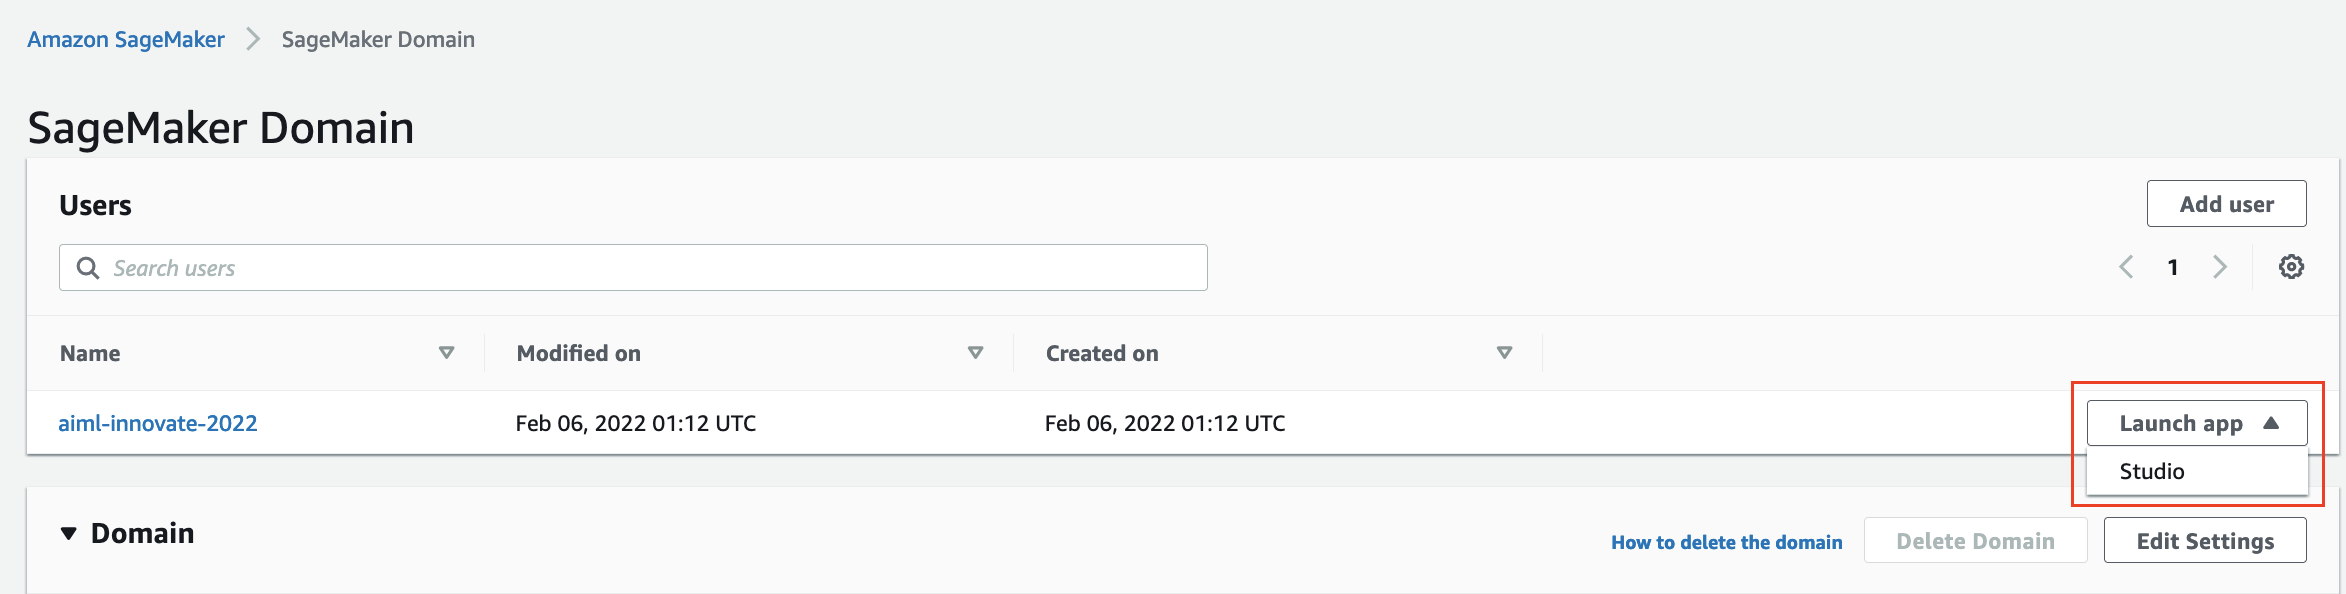 Amazon SageMaker SageMaker Domain
SageMaker Domain
Users
Add user
Search users
1
Name Modified on Created on
aiml-innovate-2022 Feb 06, 2022 01:12 UTC Feb 06, 2022 01:12 UTC Launch app
Studio
Domain
How to delete the domain Delete Domain Edit Settings